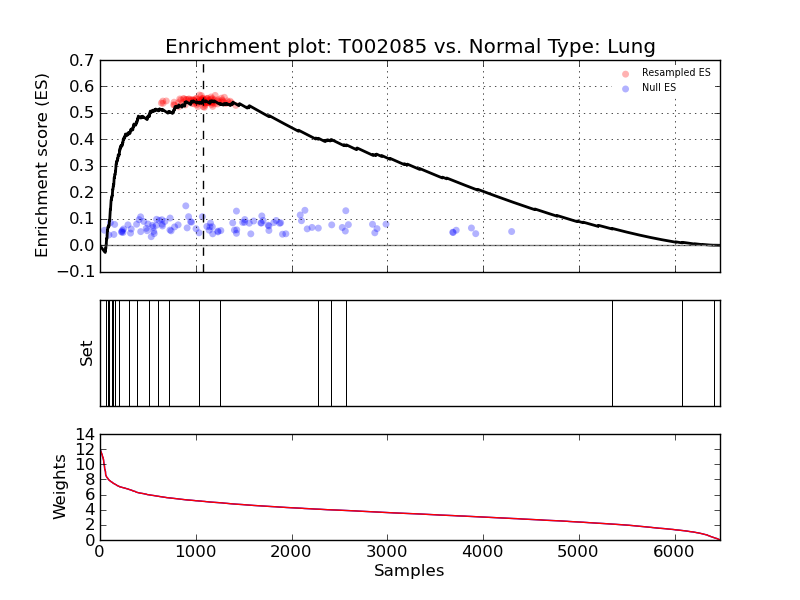 Enrichment plot: T002085 vs. Normal Type: Lung
Enrichment score (ES)
0.7
0.6
0.5
0.4
0.3
0.2
0.1
0.0
−0.1
Resampled ES
Null ES
Set
Weights
14
12
10
8
6
4
2
0
0 1000 2000 3000 4000 5000 6000
Samples